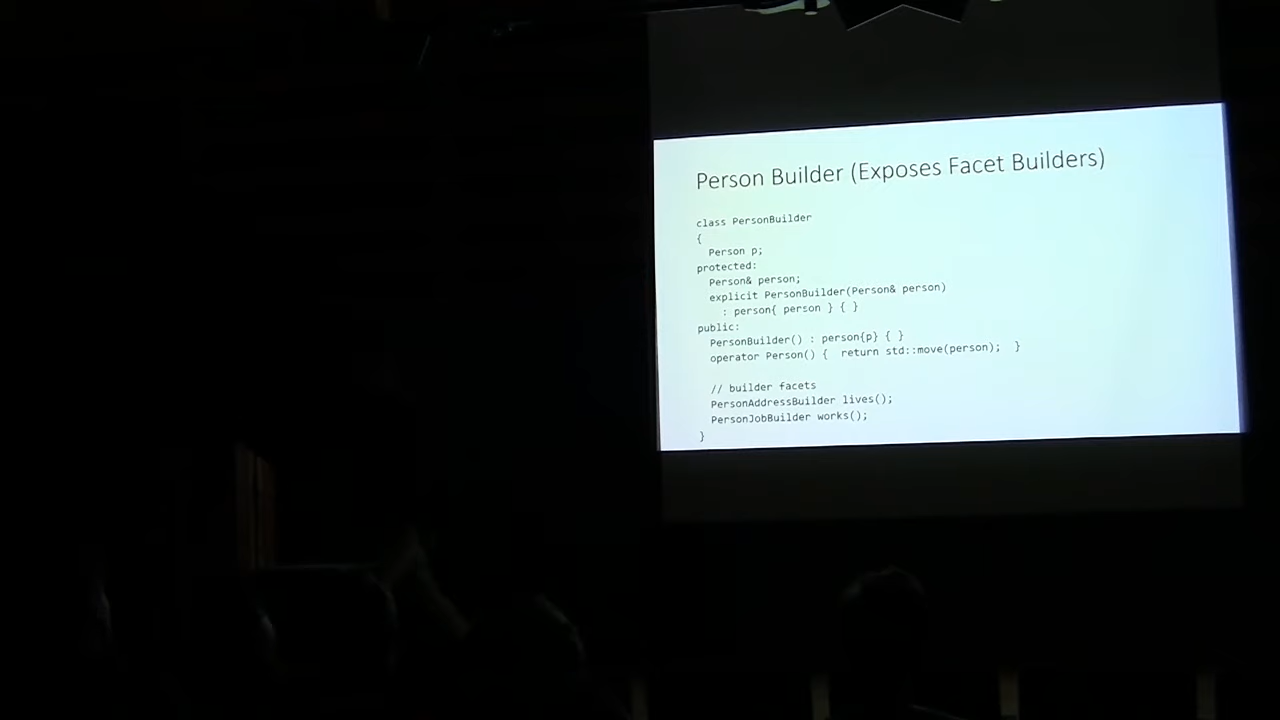 Person Builder (Exposes Facet Builders)
class PersonBuilder
{
  Person p;
protected:
  Person& person;
  explicit PersonBuilder(Person& person)
    : person{ person } { }
public:
  PersonBuilder() : person{p} { }
  operator Person() {  return std::move(person);  }

  // builder facets
  PersonAddressBuilder lives();
  PersonJobBuilder works();
}